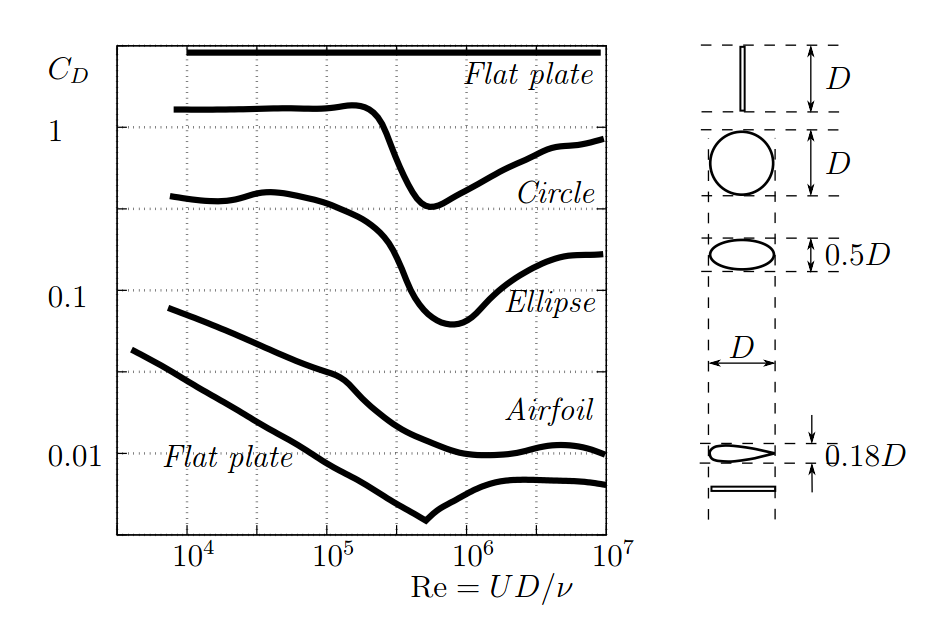 C_D
Flat plate
D
1
D
Circle
0.5D
0.1
Ellipse
D
Airfoil
0.01
Flat plate
0.18D
10^4
10^5
10^6
10^7
Re = UD/ν